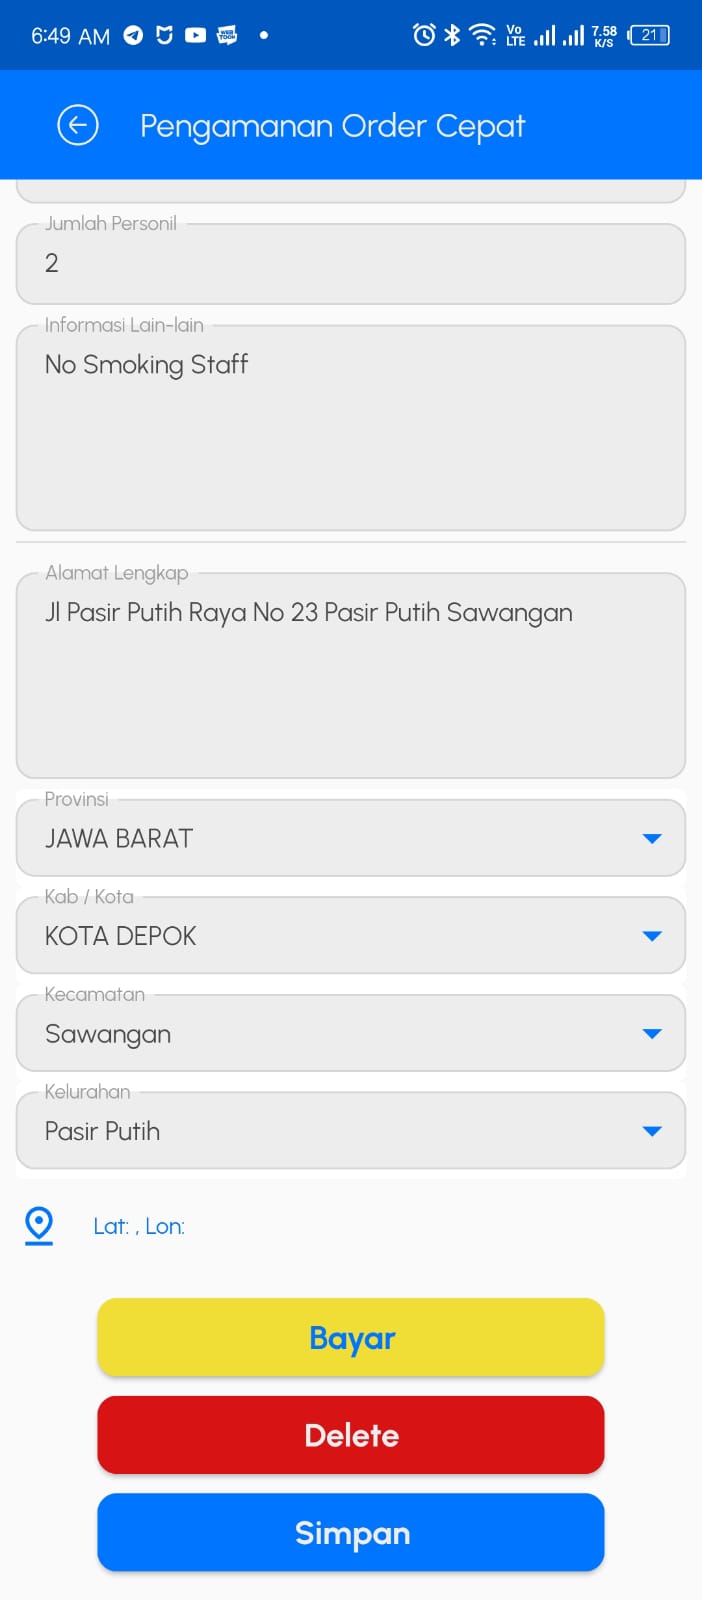 6:49 AM
Vo LTE
7.58 K/S
21
Pengamanan Order Cepat
Jumlah Personil
2
Informasi Lain-lain
No Smoking Staff
Alamat Lengkap
Jl Pasir Putih Raya No 23 Pasir Putih Sawangan
Provinsi
JAWA BARAT
Kab / Kota
KOTA DEPOK
Kecamatan
Sawangan
Kelurahan
Pasir Putih
Lat: , Lon:
Bayar
Delete
Simpan